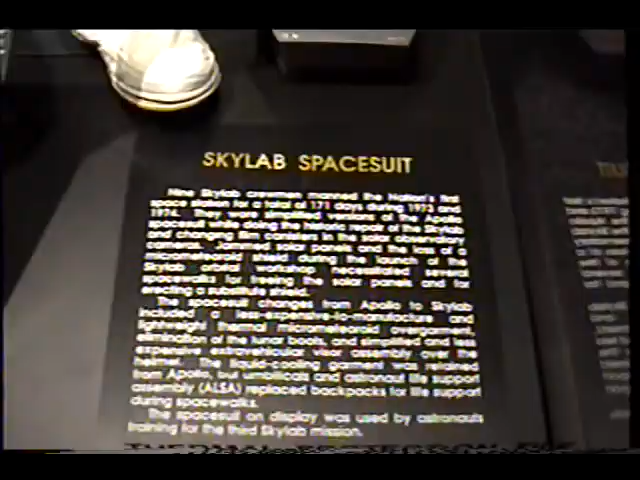 SKYLAB SPACESUIT
Nine Skylab crewmen manned the Nation's first
space station for a total of 171 days during 1973 and
1974. They wore simplified versions of the Apollo
spacesuit while doing the historic repair of the Skylab
and changing film canisters in the solar observatory
cameras. Jammed solar panels and the loss of a
micrometeoroid shield during the launch of the
Skylab orbital workshop necessitated several
spacewalks for freeing the solar panels and for
erecting a substitute shield.
The spacesuit changes from Apollo to Skylab
included a less-expensive-to-manufacture and
lightweight thermal micrometeoroid overgarment,
elimination of the lunar boots, and simplified and less
expensive extravehicular visor assembly over the
helmet. The liquid-cooling garment was retained
from Apollo, but umbilicals and astronaut life support
assembly (ALSA) replaced backpacks for life support
during spacewalks.
The spacesuit on display was used by astronauts
training for the third Skylab mission.